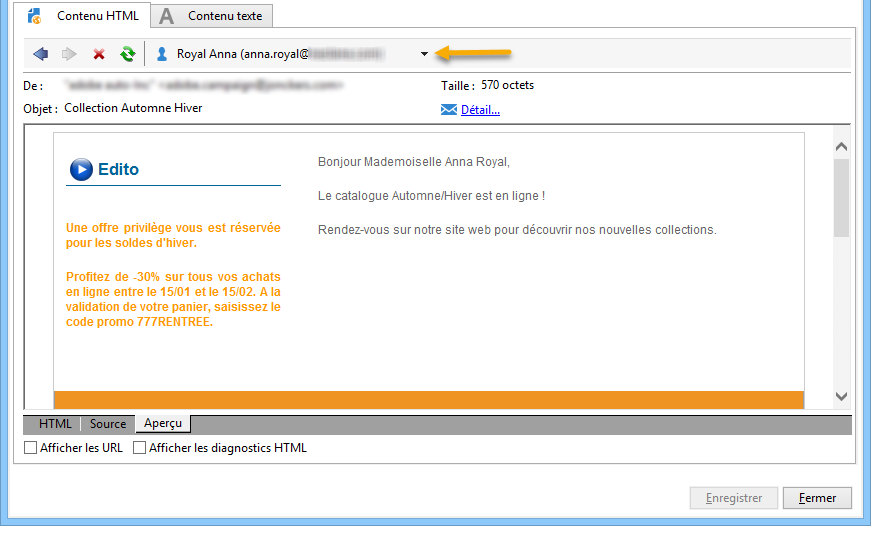 Contenu HTML
A Contenu texte
Royal Anna (anna.royal@
De :
Taille : 570 octets
Objet : Collection Automne Hiver
Détail...
Edito
Bonjour Mademoiselle Anna Royal,
Le catalogue Automne/Hiver est en ligne !
Rendez-vous sur notre site web pour découvrir nos nouvelles collections.
Une offre privilège vous est réservée
pour les soldes d'hiver.
Profitez de -30% sur tous vos achats
en ligne entre le 15/01 et le 15/02. A la
validation de votre panier, saisissez le
code promo 777RENTREE.
HTML Source Aperçu
Afficher les URL Afficher les diagnostics HTML
Enregistrer Fermer